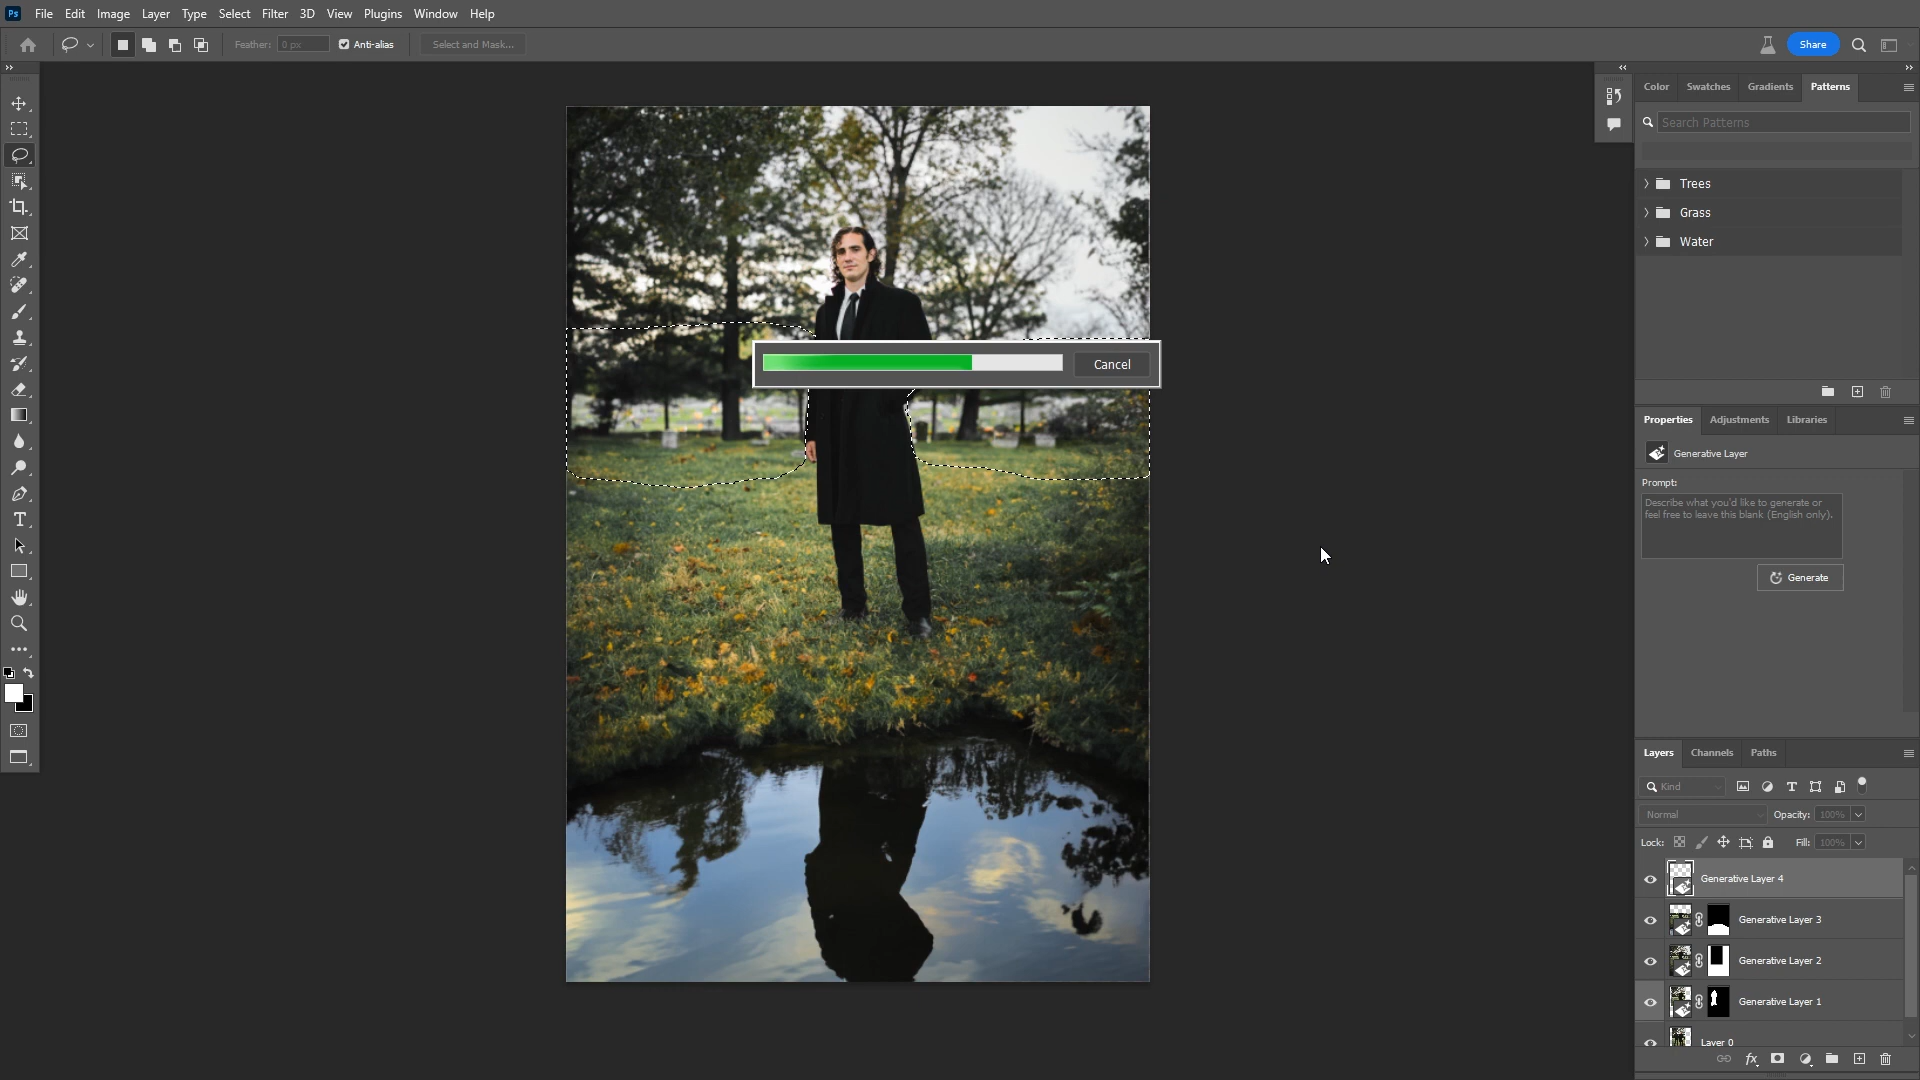 Ps File Edit Image Layer Type Select Filter 3D View Plugins Window Help
Feather: 0 px Anti-alias Select and Mask... Share
Color Swatches Gradients Patterns
Search Patterns
Trees
Grass
Water
Cancel
Properties Adjustments Libraries
Generative Layer
Prompt:
Describe what you'd like to generate or
feel free to leave this blank (English only).
Generate
Layers Channels Paths
Kind
Normal Opacity: 100%
Lock: Fill: 100%
Generative Layer 4
Generative Layer 3
Generative Layer 2
Generative Layer 1
Layer 0